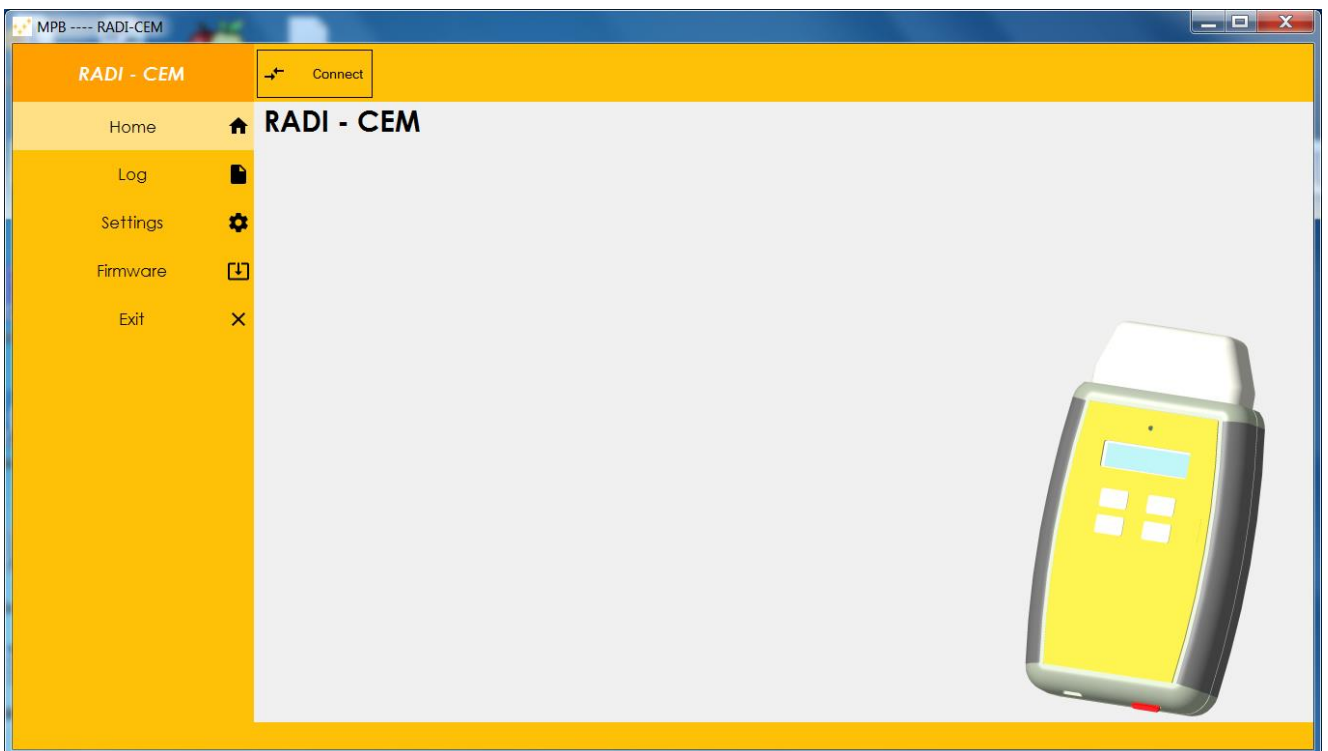 MPB ---- RADI-CEM
RADI - CEM
Connect
Home
RADI - CEM
Log
Settings
Firmware
Exit